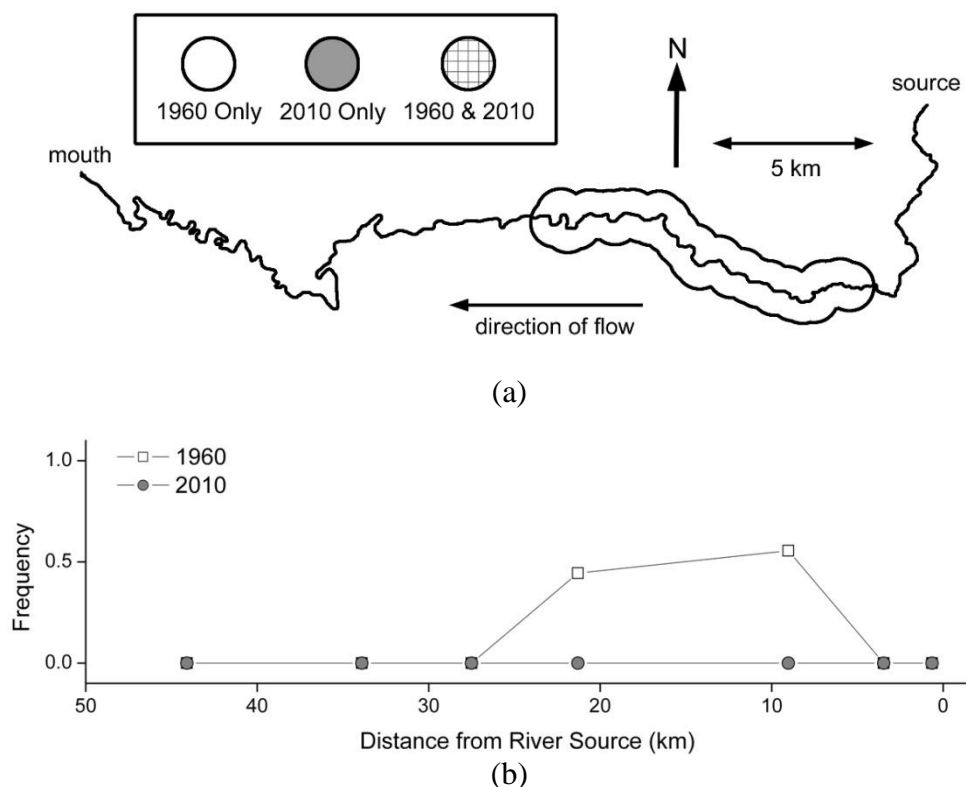 1960 Only 2010 Only 1960 & 2010
N
source
5 km
mouth
direction of flow
(a)
1960
2010
1.0
0.5
0.0
Frequency
50 40 30 20 10 0
Distance from River Source (km)
(b)